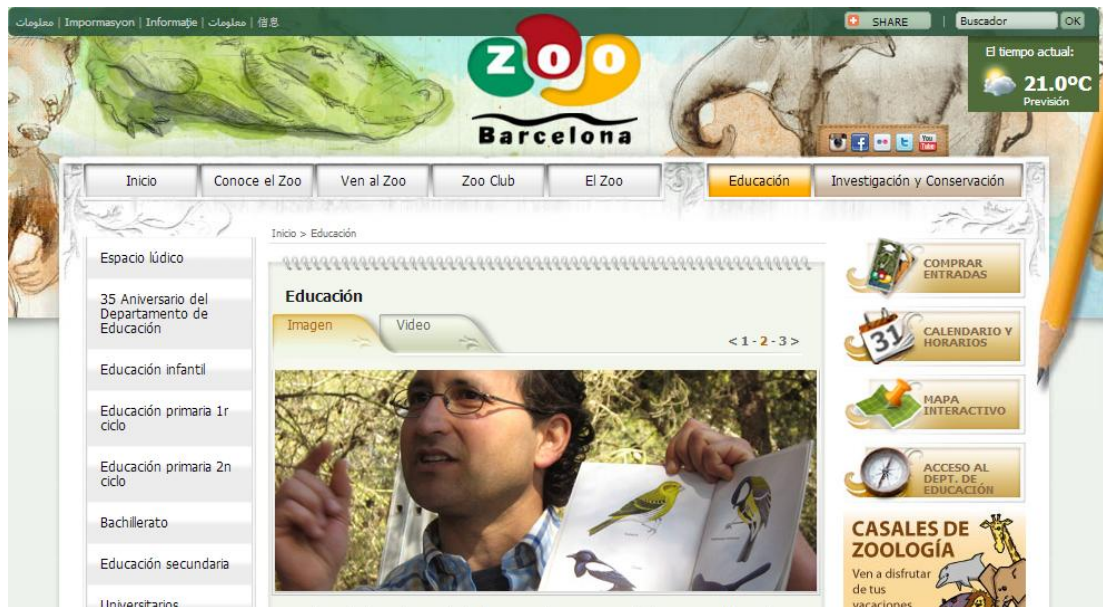 معلومات | Impormasyon | Informație | معلومات | 信息
SHARE | Buscador OK
ZOO
Barcelona
El tiempo actual:
21.0ºC
Previsión
You
Tube
Inicio
Conoce el Zoo
Ven al Zoo
Zoo Club
El Zoo
Educación
Investigación y Conservación
Inicio > Educación
Espacio lúdico
35 Aniversario del
Departamento de
Educación
Educación infantil
Educación primaria 1r
ciclo
Educación primaria 2n
ciclo
Bachillerato
Educación secundaria
Universitarios
Educación
Imagen
Video
< 1 - 2 - 3 >
COMPRAR
ENTRADAS
31
CALENDARIO Y
HORARIOS
MAPA
INTERACTIVO
ACCESO AL
DEPT. DE
EDUCACIÓN
CASALES DE
ZOOLOGÍA
Ven a disfrutar
de tus
vacaciones